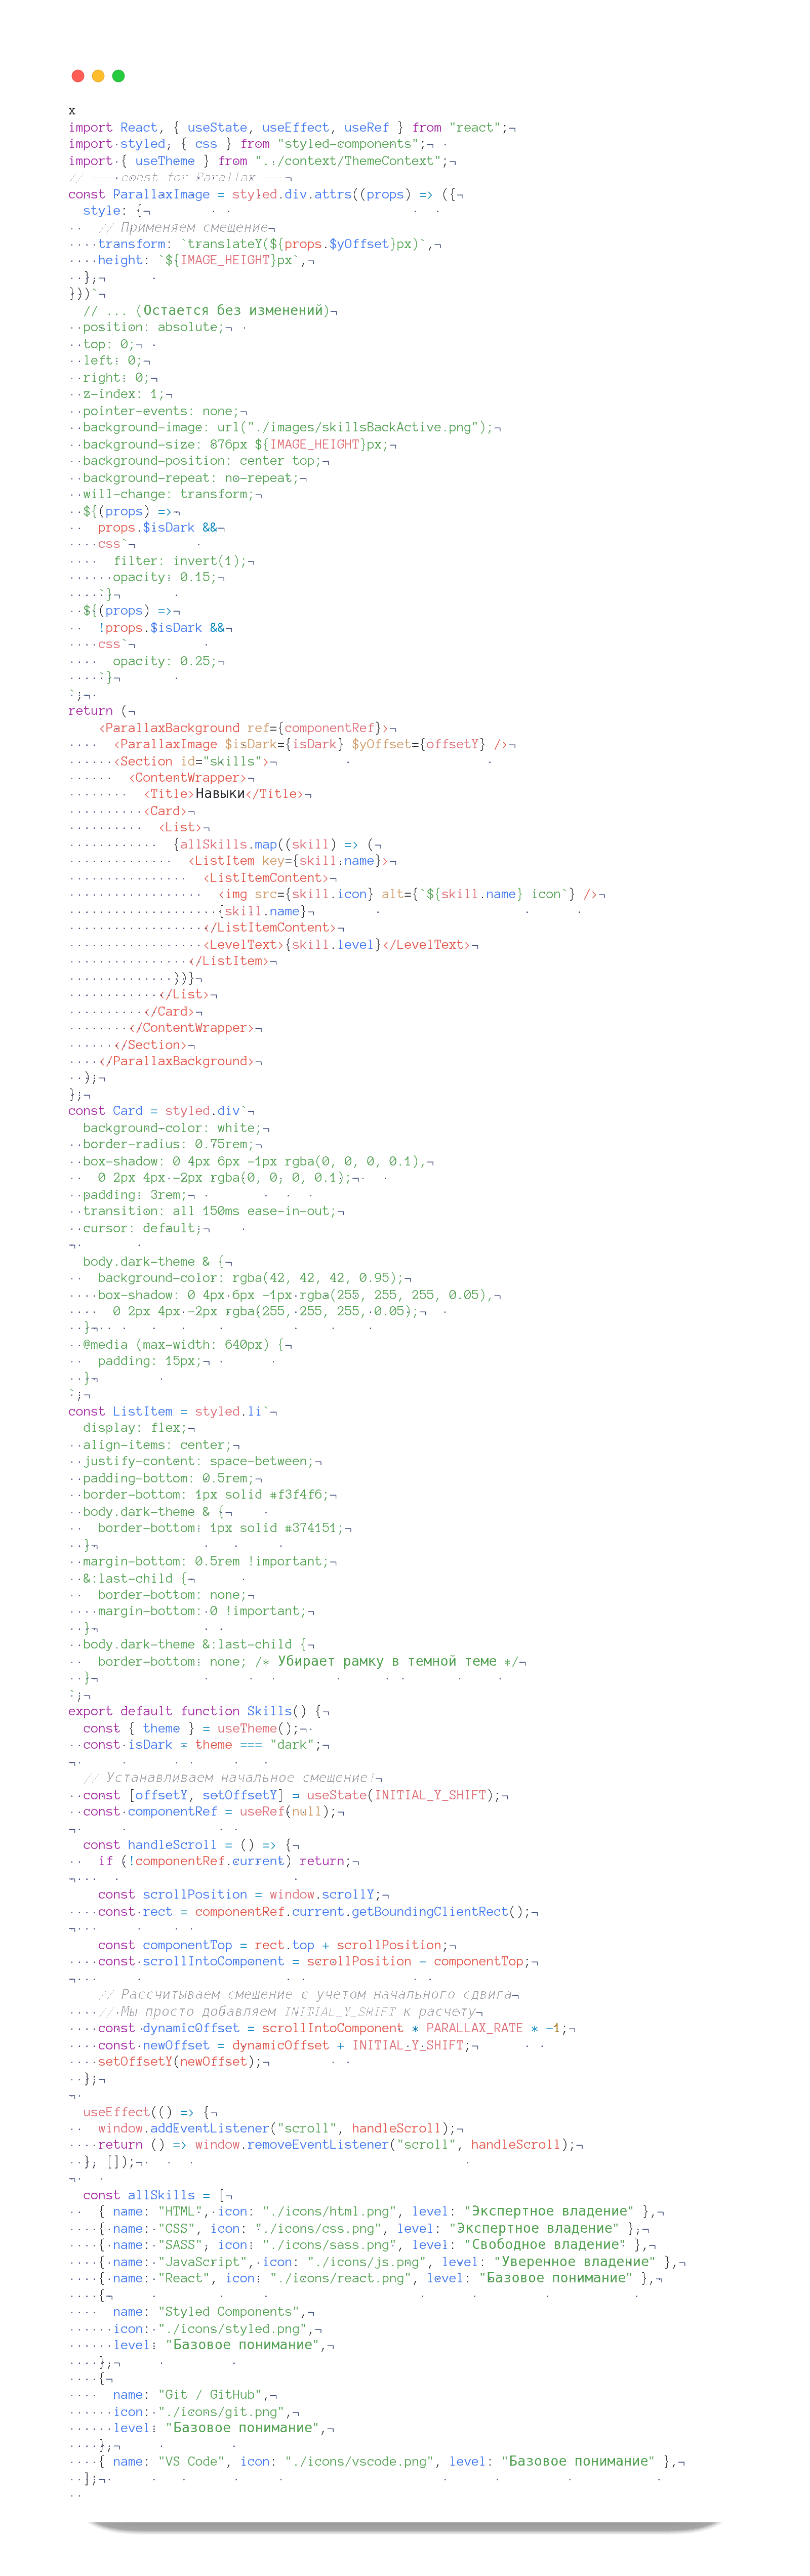 x
import React, { useState, useEffect, useRef } from "react";¬
import styled, { css } from "styled-components";¬
import { useTheme } from "../context/ThemeContext";¬
// --- const for Parallax ---¬
const ParallaxImage = styled.div.attrs((props) => ({¬
  style: {¬
    // Применяем смещение¬
    transform: `translateY(${props.$yOffset}px)`,¬
    height: `${IMAGE_HEIGHT}px`,¬
  },¬
}))`¬
  // ... (Остается без изменений)¬
  position: absolute;¬
  top: 0;¬
  left: 0;¬
  right: 0;¬
  z-index: 1;¬
  pointer-events: none;¬
  background-image: url("./images/skillsBackActive.png");¬
  background-size: 876px ${IMAGE_HEIGHT}px;¬
  background-position: center top;¬
  background-repeat: no-repeat;¬
  will-change: transform;¬
  ${(props) =>¬
    props.$isDark &&¬
    css`¬
      filter: invert(1);¬
      opacity: 0.15;¬
    `}¬
  ${(props) =>¬
    !props.$isDark &&¬
    css`¬
      opacity: 0.25;¬
    `}¬
`;¬
return (¬
    <ParallaxBackground ref={componentRef}>¬
      <ParallaxImage $isDark={isDark} $yOffset={offsetY} />¬
      <Section id="skills">¬
        <ContentWrapper>¬
          <Title>Навыки</Title>¬
          <Card>¬
            <List>¬
              {allSkills.map((skill) => (¬
                <ListItem key={skill.name}>¬
                  <ListItemContent>¬
                    <img src={skill.icon} alt={`${skill.name} icon`} />¬
                    {skill.name}¬
                  </ListItemContent>¬
                  <LevelText>{skill.level}</LevelText>¬
                </ListItem>¬
              ))}¬
            </List>¬
          </Card>¬
        </ContentWrapper>¬
      </Section>¬
    </ParallaxBackground>¬
  );¬
};¬
const Card = styled.div`¬
  background-color: white;¬
  border-radius: 0.75rem;¬
  box-shadow: 0 4px 6px -1px rgba(0, 0, 0, 0.1),¬
    0 2px 4px -2px rgba(0, 0, 0, 0.1);¬
  padding: 3rem;¬
  transition: all 150ms ease-in-out;¬
  cursor: default;¬
¬
  body.dark-theme & {¬
    background-color: rgba(42, 42, 42, 0.95);¬
    box-shadow: 0 4px 6px -1px rgba(255, 255, 255, 0.05),¬
      0 2px 4px -2px rgba(255, 255, 255, 0.05);¬
  }¬
  @media (max-width: 640px) {¬
    padding: 15px;¬
  }¬
`;¬
const ListItem = styled.li`¬
  display: flex;¬
  align-items: center;¬
  justify-content: space-between;¬
  padding-bottom: 0.5rem;¬
  border-bottom: 1px solid #f3f4f6;¬
  body.dark-theme & {¬
    border-bottom: 1px solid #374151;¬
  }¬
  margin-bottom: 0.5rem !important;¬
  &:last-child {¬
    border-bottom: none;¬
    margin-bottom: 0 !important;¬
  }¬
  body.dark-theme &:last-child {¬
    border-bottom: none; /* Убирает рамку в темной теме */¬
  }¬
`;¬
export default function Skills() {¬
  const { theme } = useTheme();¬
  const isDark = theme === "dark";¬
¬
  // Устанавливаем начальное смещение!¬
  const [offsetY, setOffsetY] = useState(INITIAL_Y_SHIFT);¬
  const componentRef = useRef(null);¬
¬
  const handleScroll = () => {¬
    if (!componentRef.current) return;¬
¬
    const scrollPosition = window.scrollY;¬
    const rect = componentRef.current.getBoundingClientRect();¬
¬
    const componentTop = rect.top + scrollPosition;¬
    const scrollIntoComponent = scrollPosition - componentTop;¬
¬
    // Рассчитываем смещение с учетом начального сдвига¬
    // Мы просто добавляем INITIAL_Y_SHIFT к расчету¬
    const dynamicOffset = scrollIntoComponent * PARALLAX_RATE * -1;¬
    const newOffset = dynamicOffset + INITIAL_Y_SHIFT;¬
    setOffsetY(newOffset);¬
  };¬
¬
  useEffect(() => {¬
    window.addEventListener("scroll", handleScroll);¬
    return () => window.removeEventListener("scroll", handleScroll);¬
  }, []);¬
¬
  const allSkills = [¬
    { name: "HTML", icon: "./icons/html.png", level: "Экспертное владение" },¬
    { name: "CSS", icon: "./icons/css.png", level: "Экспертное владение" },¬
    { name: "SASS", icon: "./icons/sass.png", level: "Свободное владение" },¬
    { name: "JavaScript", icon: "./icons/js.png", level: "Уверенное владение" },¬
    { name: "React", icon: "./icons/react.png", level: "Базовое понимание" },¬
    {¬
      name: "Styled Components",¬
      icon: "./icons/styled.png",¬
      level: "Базовое понимание",¬
    },¬
    {¬
      name: "Git / GitHub",¬
      icon: "./icons/git.png",¬
      level: "Базовое понимание",¬
    },¬
    { name: "VS Code", icon: "./icons/vscode.png", level: "Базовое понимание" },¬
  ];¬